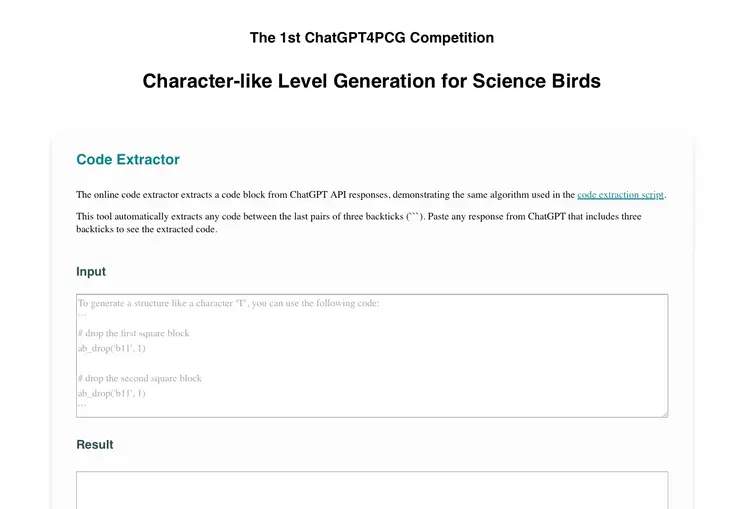 The 1st ChatGPT4PCG Competition
Character-like Level Generation for Science Birds
Code Extractor
The online code extractor extracts a code block from ChatGPT API responses, demonstrating the same algorithm used in the code extraction script.
This tool automatically extracts any code between the last pairs of three backticks (```). Paste any response from ChatGPT that includes three
backticks to see the extracted code.
Input
To generate a structure like a character "I", you can use the following code:
```
# drop the first square block
ab_drop('b11', 1)
# drop the second square block
ab_drop('b11', 1)
```
Result